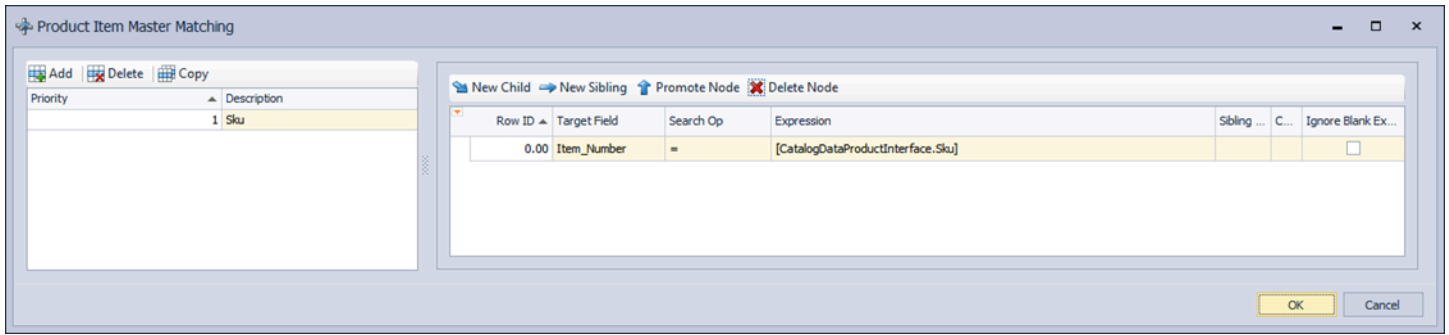 Product Item Master Matching
Add Delete Copy
Priority Description
1 Sku
New Child New Sibling Promote Node Delete Node
Row ID Target Field Search Op Expression Sibling ... C... Ignore Blank Ex...
0.00 Item_Number = [CatalogDataProductInterface.Sku]
OK Cancel